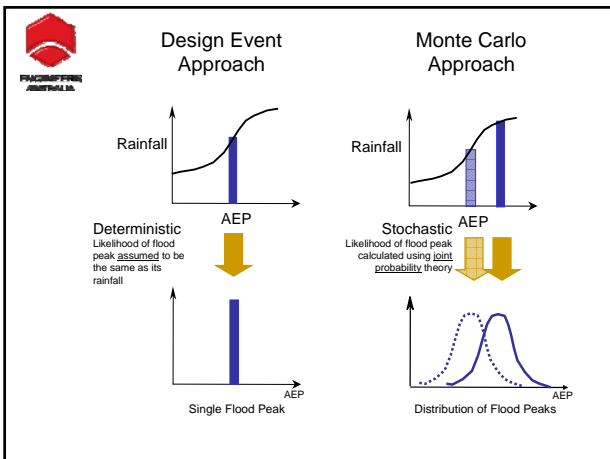 ENGINEERS
AUSTRALIA
Design Event
Approach
Rainfall
AEP
Deterministic
Likelihood of flood
peak assumed to be
the same as its
rainfall
AEP
Single Flood Peak
Monte Carlo
Approach
Rainfall
AEP
Stochastic
Likelihood of flood peak
calculated using joint
probability theory
AEP
Distribution of Flood Peaks